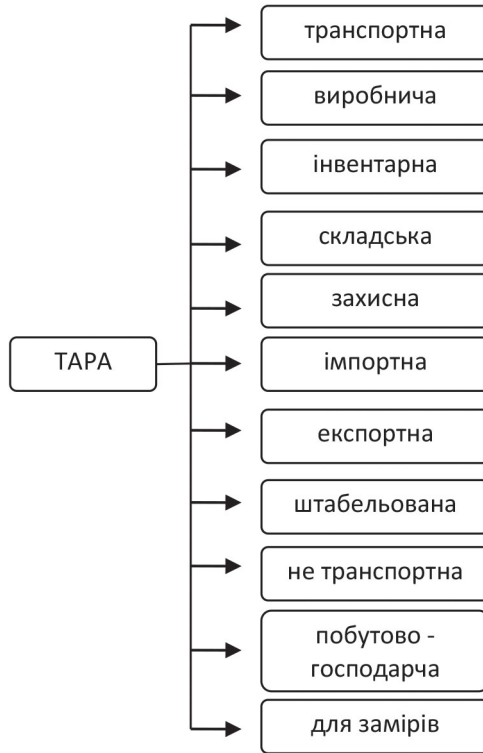 транспортна
виробнича
інвентарна
складська
захисна
ТАРА
імпортна
експортна
штабельована
не транспортна
побутово -
господарча
для замірів